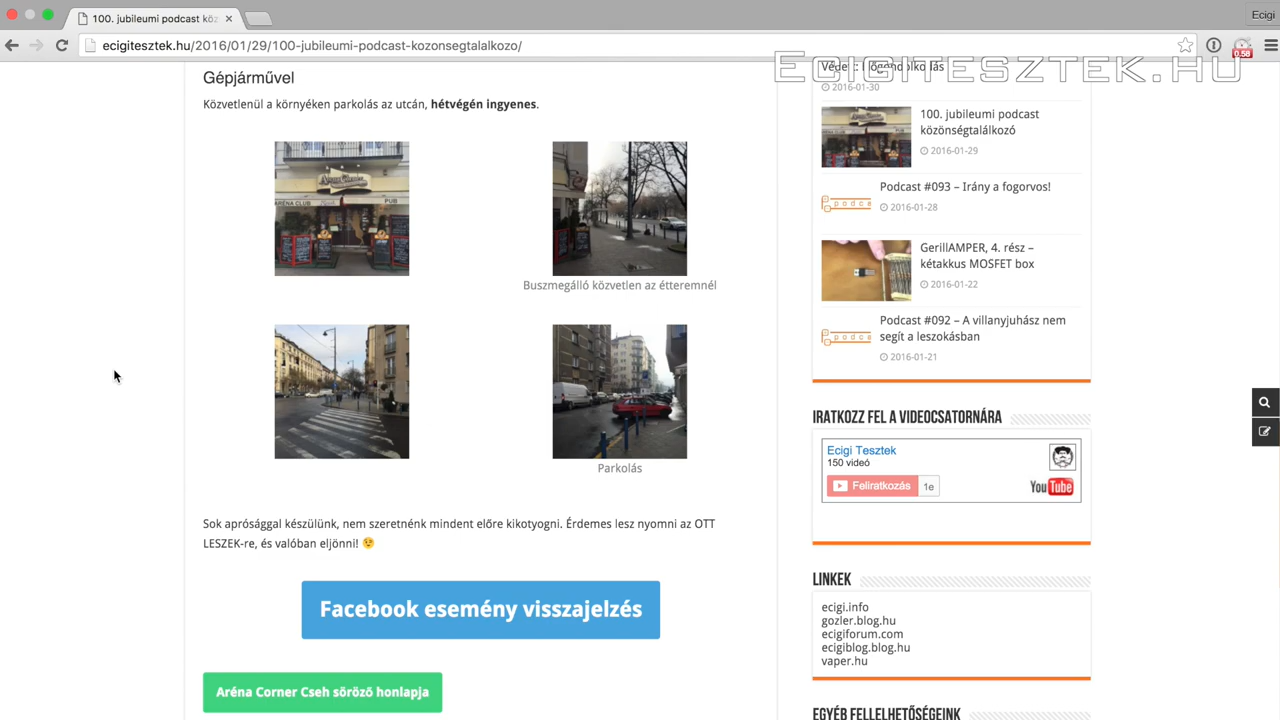 100. jubileumi podcast köz
Ecigi
ecigitesztek.hu/2016/01/29/100-jubileumi-podcast-kozonsegtalalkozo/
0.58
ECIGITESZTEK.HU
Gépjárművel
Közvetlenül a környéken parkolás az utcán, hétvégén ingyenes.
ARÉNA CLUB
PUB
Buszmegálló közvetlen az étteremnél
Parkolás
Sok aprósággal készülünk, nem szeretnénk mindent előre kikotyogni. Érdemes lesz nyomni az OTT
LESZEK-re, és valóban eljönni! 😉
Facebook esemény visszajelzés
Aréna Corner Cseh söröző honlapja
2016-01-30
100. jubileumi podcast
közönségtalálkozó
2016-01-29
Podcast #093 – Irány a fogorvos!
2016-01-28
GerillAMPER, 4. rész –
kétakkus MOSFET box
2016-01-22
Podcast #092 – A villanyjuhász nem
segít a leszokásban
2016-01-21
IRATKOZZ FEL A VIDEOCSATORNÁRA
Ecigi Tesztek
150 videó
Feliratkozás
1e
YouTube
LINKEK
ecigi.info
gozler.blog.hu
ecigiforum.com
ecigiblog.blog.hu
vaper.hu
EGYÉB FELLELHETŐSÉGEINK